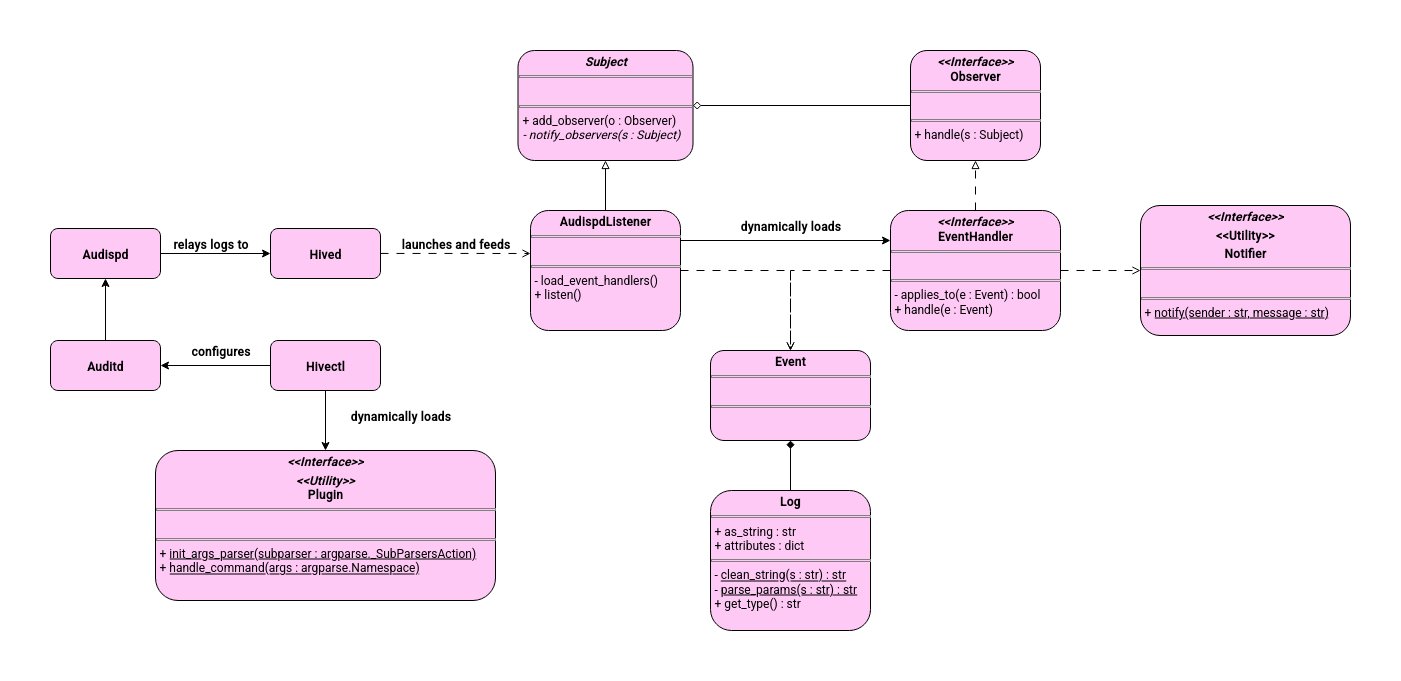 Subject
+ add_observer(o : Observer)
- notify_observers(s : Subject)
<<Interface>>
Observer
+ handle(s : Subject)
Audispd
relays logs to
Hived
launches and feeds
AudispdListener
- load_event_handlers()
+ listen()
dynamically loads
<<Interface>>
EventHandler
- applies_to(e : Event) : bool
+ handle(e : Event)
<<Interface>>
<<Utility>>
Notifier
+ notify(sender : str, message : str)
Auditd
configures
Hivectl
dynamically loads
<<Interface>>
<<Utility>>
Plugin
+ init_args_parser(subparser : argparse._SubParsersAction)
+ handle_command(args : argparse.Namespace)
Event
Log
+ as_string : str
+ attributes : dict
- clean_string(s : str) : str
- parse_params(s : str) : str
+ get_type() : str